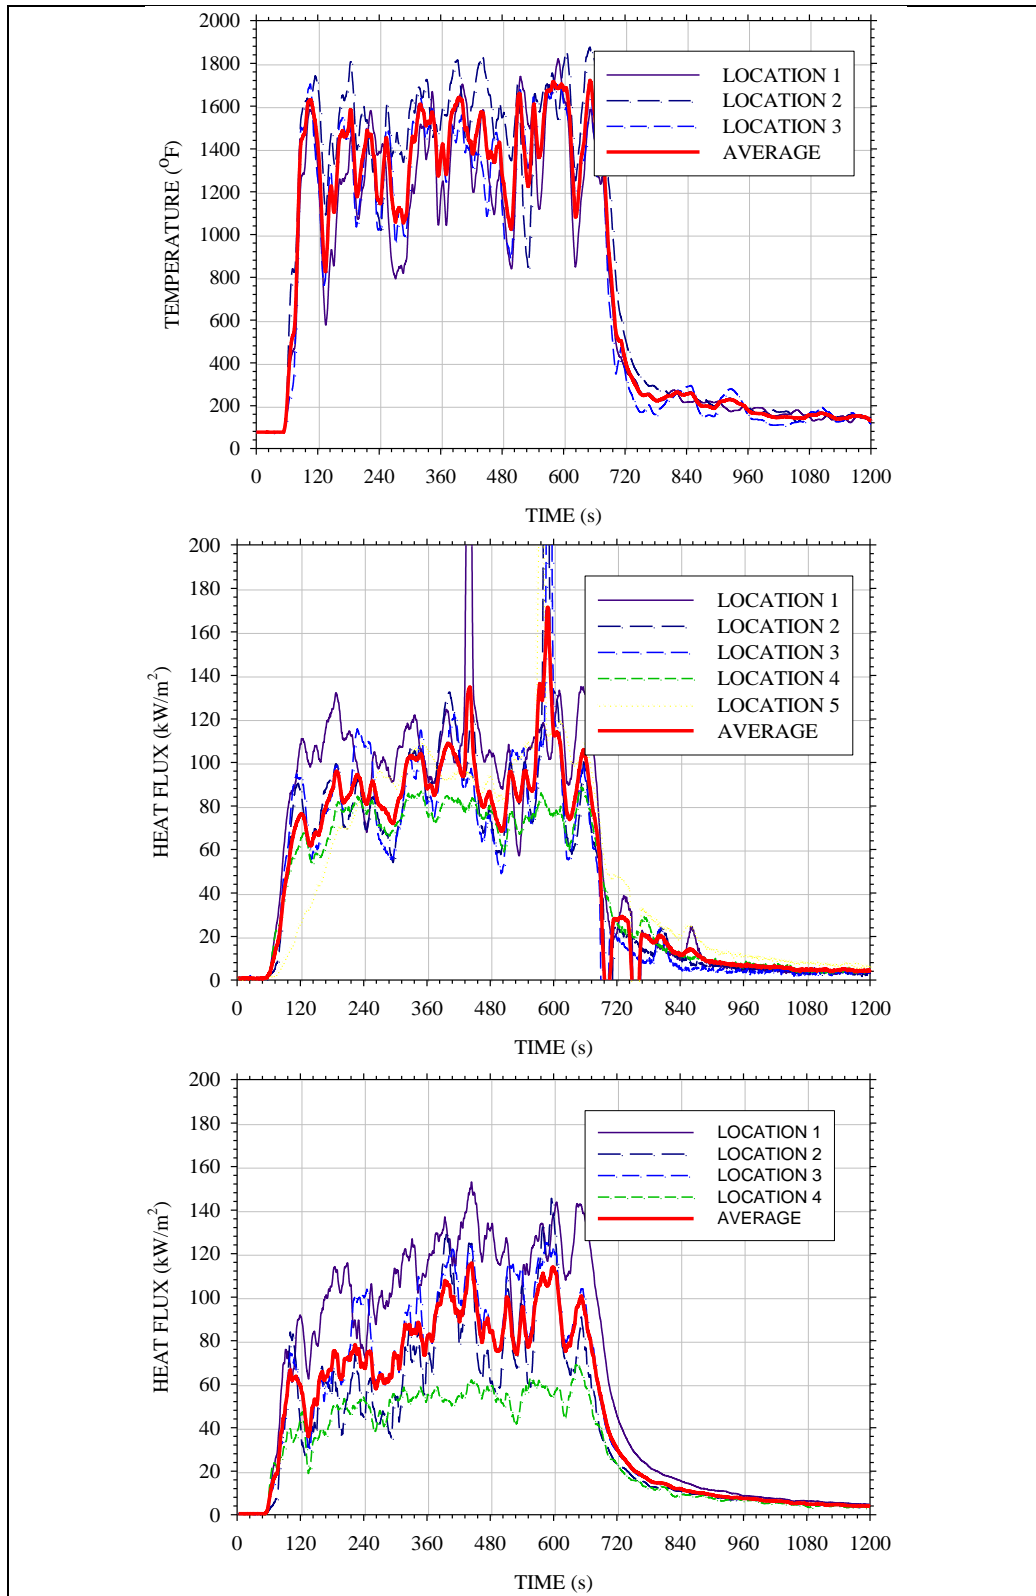 2000
1800
1600
1400
1200
1000
800
600
400
200
0
TEMPERATURE (°F)
LOCATION 1
LOCATION 2
LOCATION 3
AVERAGE
0 120 240 360 480 600 720 840 960 1080 1200
TIME (s)
200
180
160
140
120
100
80
60
40
20
0
HEAT FLUX (kW/m²)
LOCATION 1
LOCATION 2
LOCATION 3
LOCATION 4
LOCATION 5
AVERAGE
0 120 240 360 480 600 720 840 960 1080 1200
TIME (s)
200
180
160
140
120
100
80
60
40
20
0
HEAT FLUX (kW/m²)
LOCATION 1
LOCATION 2
LOCATION 3
LOCATION 4
AVERAGE
0 120 240 360 480 600 720 840 960 1080 1200
TIME (s)